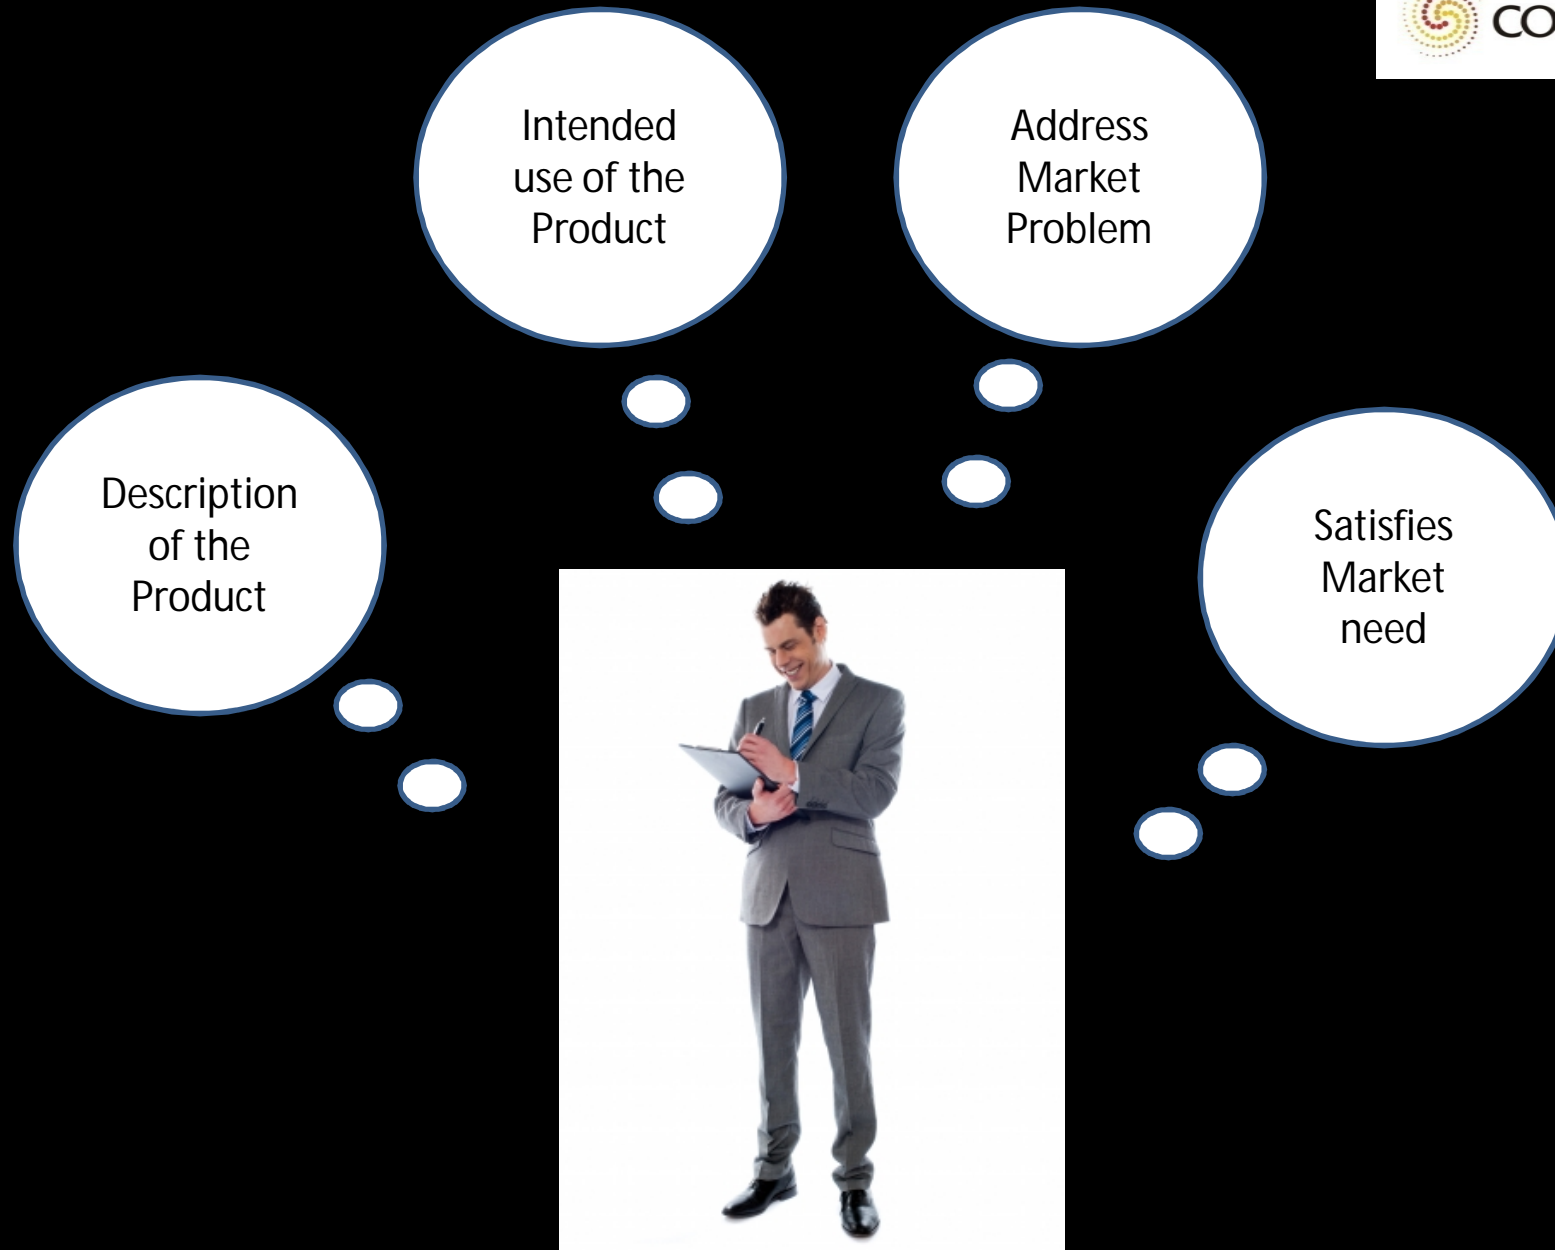 CO
Intended
use of the
Product
Address
Market
Problem
Description
of the
Product
Satisfies
Market
need